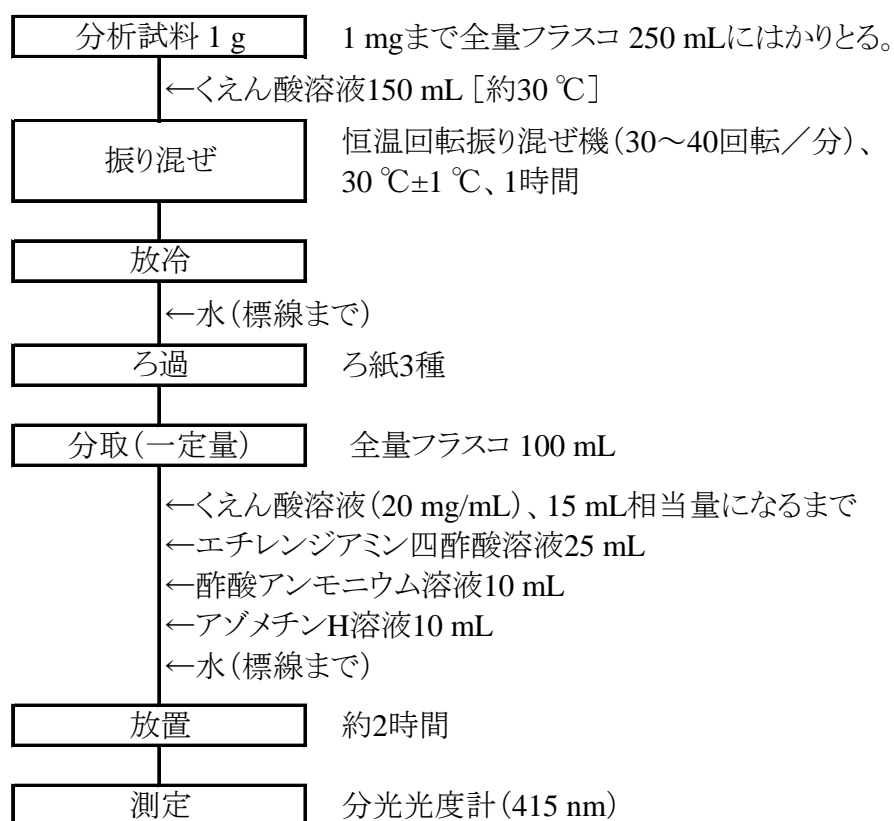 分析試料 1 g 1 mgまで全量フラスコ 250 mLにはかりとる。
←くえん酸溶液150 mL［約30 ℃］
振り混ぜ
恒温回転振り混ぜ機（30～40回転／分）、
30 ℃±1 ℃、1時間
放冷
←水（標線まで）
ろ過 ろ紙3種
分取（一定量） 全量フラスコ 100 mL
←くえん酸溶液（20 mg/mL）、15 mL相当量になるまで
←エチレンジアミン四酢酸溶液25 mL
←酢酸アンモニウム溶液10 mL
←アゾメチンH溶液10 mL
←水（標線まで）
放置 約2時間
測定 分光光度計（415 nm）